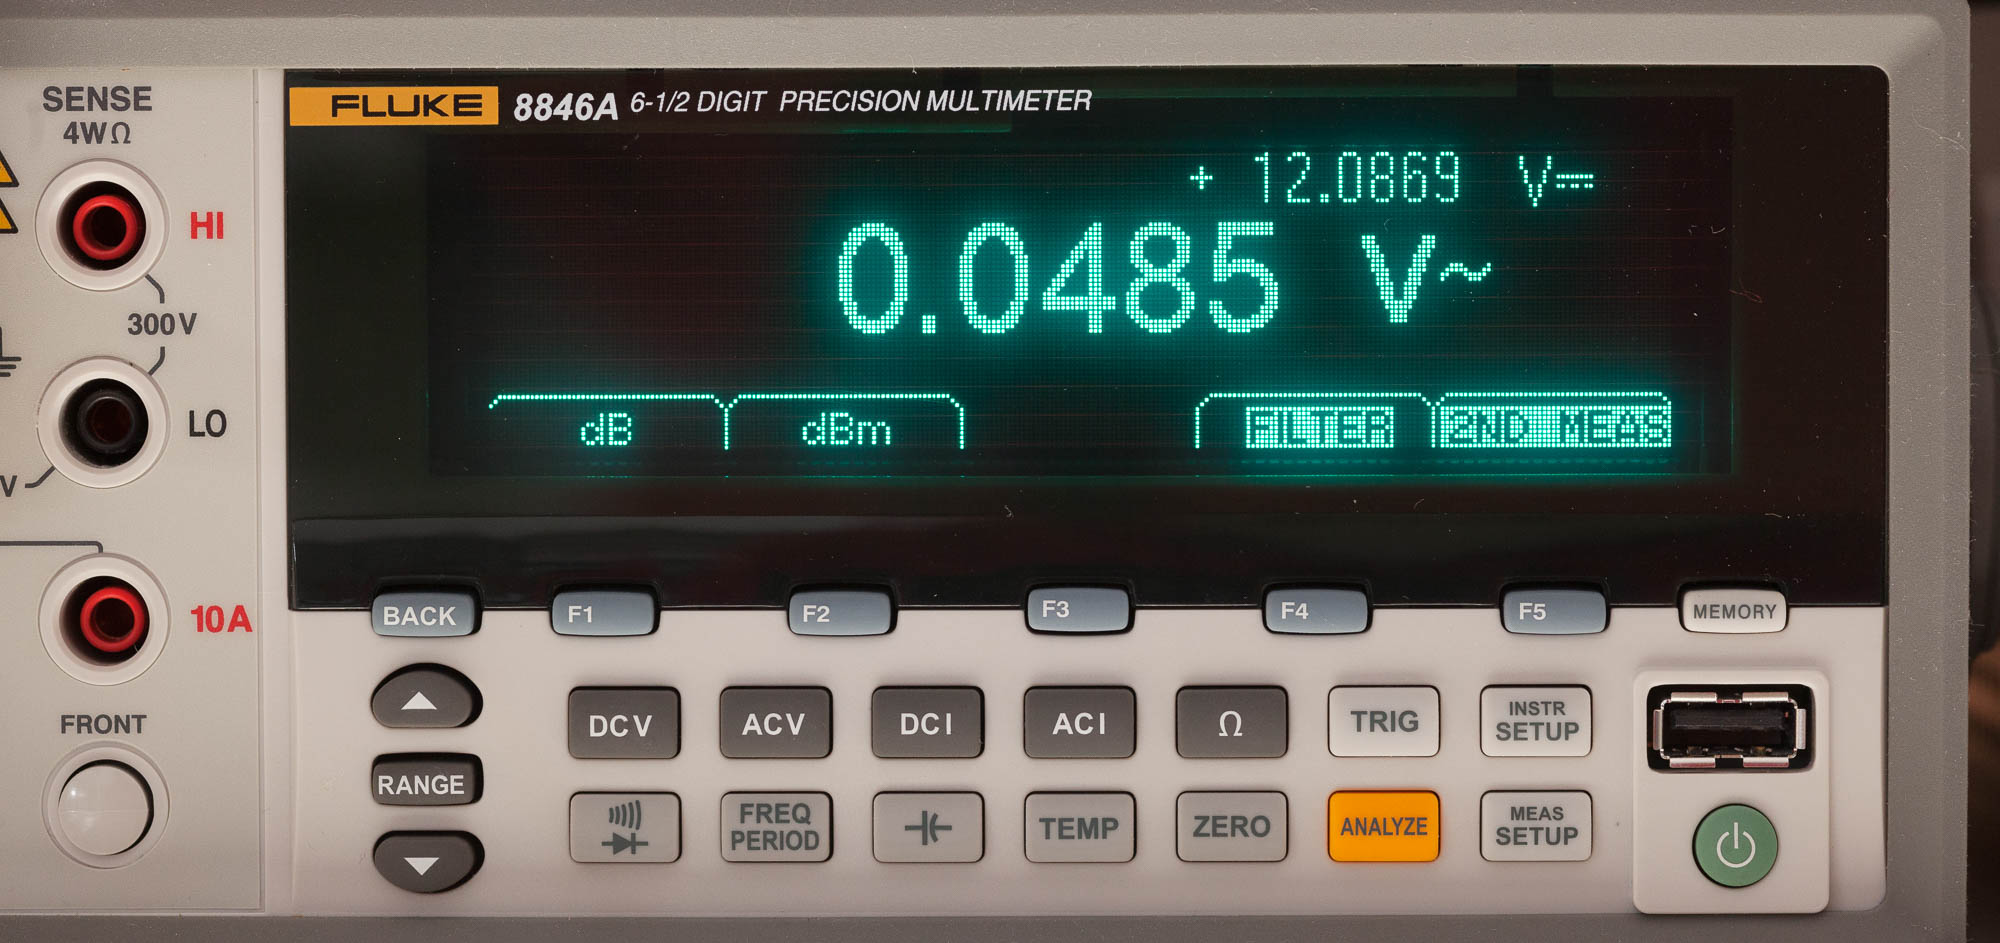 SENSE
4WΩ
HI
300V
LO
V
10A
FRONT
FLUKE 8846A 6-1/2 DIGIT PRECISION MULTIMETER
+ 12.0869 V⎓
0.0485 V~
dB dBm FILTER 2ND MEAS
BACK F1 F2 F3 F4 F5 MEMORY
DCV ACV DCI ACI Ω TRIG INSTR SETUP
RANGE
FREQ PERIOD TEMP ZERO ANALYZE MEAS SETUP